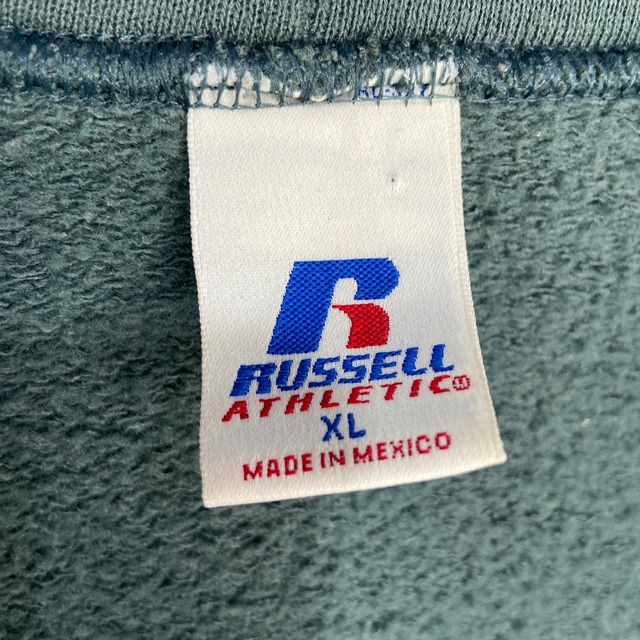 R
RUSSELL
ATHLETIC®
XL
MADE IN MEXICO